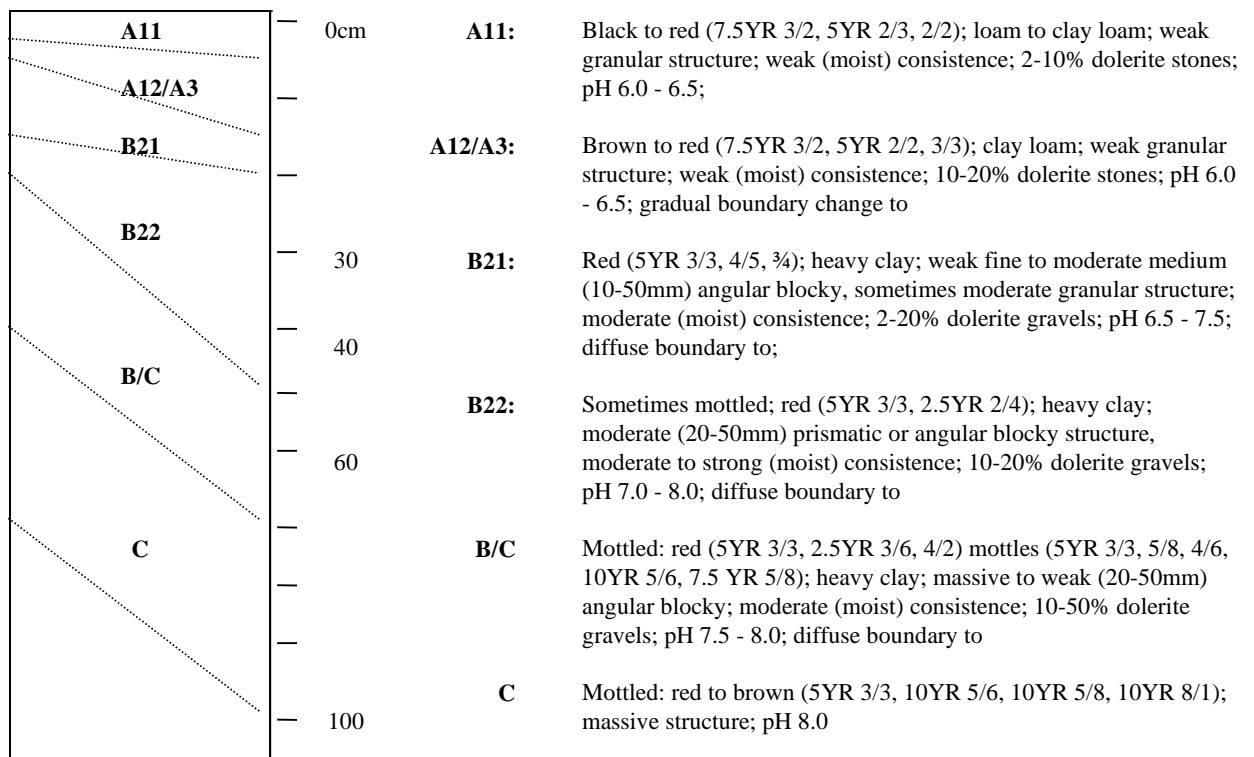 A11
A12/A3
B21
B22
B/C
C
0cm
30
40
60
100
A11: Black to red (7.5YR 3/2, 5YR 2/3, 2/2); loam to clay loam; weak
granular structure; weak (moist) consistence; 2-10% dolerite stones;
pH 6.0 - 6.5;
A12/A3: Brown to red (7.5YR 3/2, 5YR 2/2, 3/3); clay loam; weak granular
structure; weak (moist) consistence; 10-20% dolerite stones; pH 6.0
- 6.5; gradual boundary change to
B21: Red (5YR 3/3, 4/5, ¾); heavy clay; weak fine to moderate medium
(10-50mm) angular blocky, sometimes moderate granular structure;
moderate (moist) consistence; 2-20% dolerite gravels; pH 6.5 - 7.5;
diffuse boundary to;
B22: Sometimes mottled; red (5YR 3/3, 2.5YR 2/4); heavy clay;
moderate (20-50mm) prismatic or angular blocky structure,
moderate to strong (moist) consistence; 10-20% dolerite gravels;
pH 7.0 - 8.0; diffuse boundary to
B/C Mottled: red (5YR 3/3, 2.5YR 3/6, 4/2) mottles (5YR 3/3, 5/8, 4/6,
10YR 5/6, 7.5 YR 5/8); heavy clay; massive to weak (20-50mm)
angular blocky; moderate (moist) consistence; 10-50% dolerite
gravels; pH 7.5 - 8.0; diffuse boundary to
C Mottled: red to brown (5YR 3/3, 10YR 5/6, 10YR 5/8, 10YR 8/1);
massive structure; pH 8.0